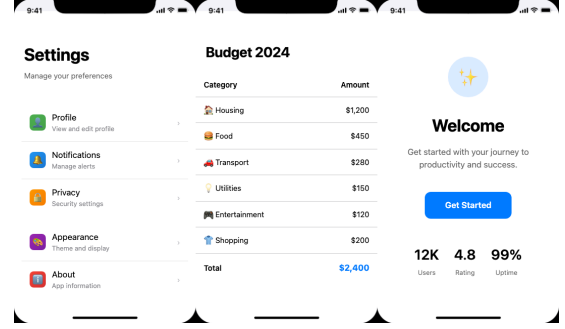 9:41
Settings
Manage your preferences
Profile
View and edit profile
Notifications
Manage alerts
Privacy
Security settings
Appearance
Theme and display
About
App information
9:41
Budget 2024
Category Amount
Housing $1,200
Food $450
Transport $280
Utilities $150
Entertainment $120
Shopping $200
Total $2,400
9:41
Welcome
Get started with your journey to
productivity and success.
Get Started
12K 4.8 99%
Users Rating Uptime